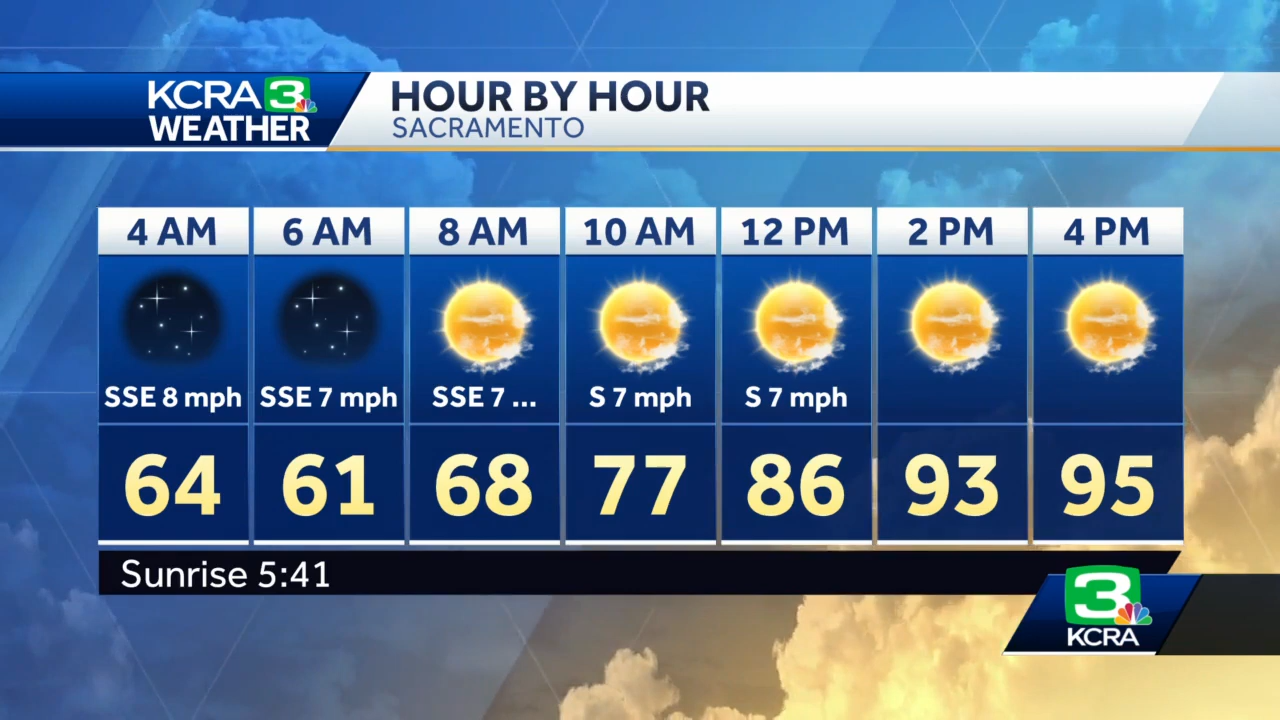 KCRA 3
WEATHER
HOUR BY HOUR
SACRAMENTO
4 AM 6 AM 8 AM 10 AM 12 PM 2 PM 4 PM
SSE 8 mph SSE 7 mph SSE 7 ... S 7 mph S 7 mph
64 61 68 77 86 93 95
Sunrise 5:41
3
KCRA